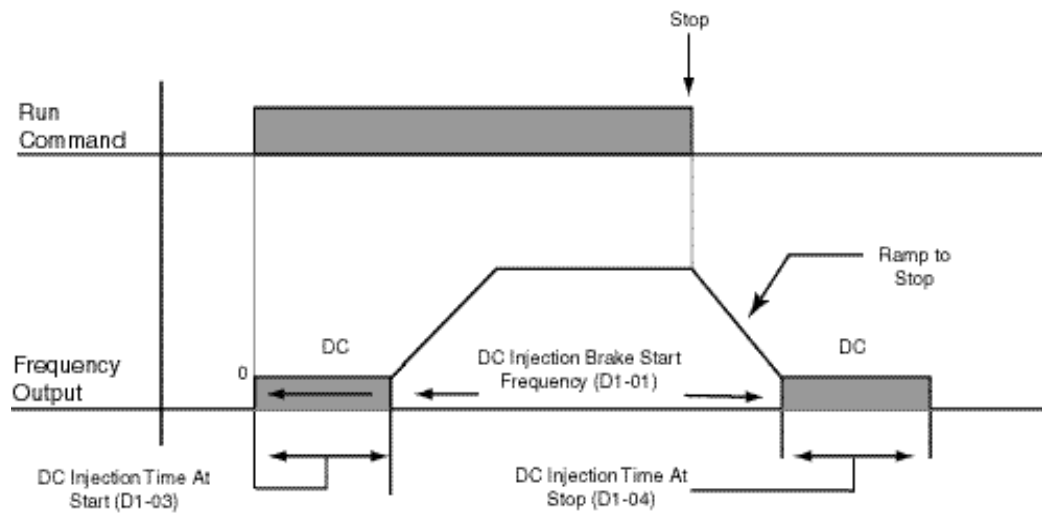 Stop
Run
Command
Ramp to
Stop
DC
DC Injection Brake Start
Frequency (D1-01)
DC
Frequency
Output
0
DC Injection Time At
Start (D1-03)
DC Injection Time At
Stop (D1-04)